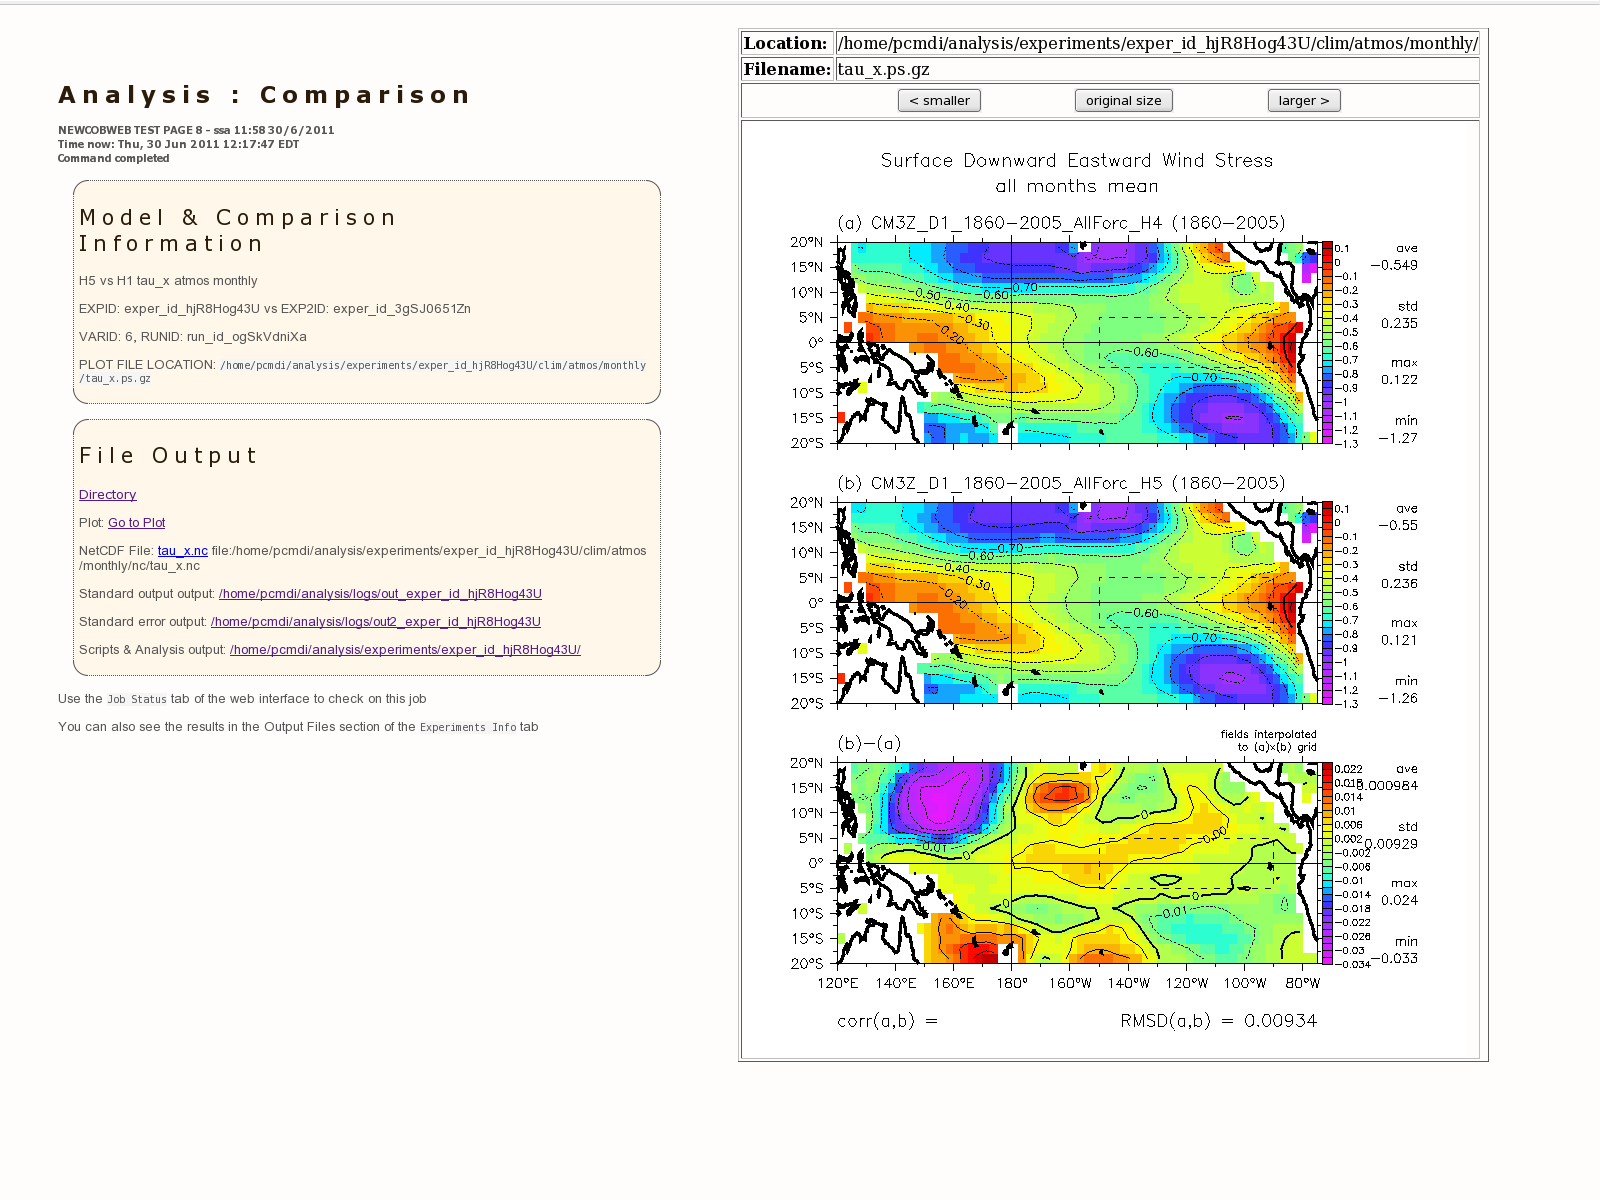 Analysis : Comparison
NEWCOBWEB TEST PAGE 8 - ssa 11:58 30/6/2011
Time now: Thu, 30 Jun 2011 12:17:47 EDT
Command completed
Model & Comparison
Information
H5 vs H1 tau_x atmos monthly
EXPID: exper_id_hjR8Hog43U vs EXP2ID: exper_id_3gSJ0651Zn
VARID: 6, RUNID: run_id_ogSkVdniXa
PLOT FILE LOCATION: /home/pcmdi/analysis/experiments/exper_id_hjR8Hog43U/clim/atmos/monthly
/tau_x.ps.gz
File Output
Directory
Plot: Go to Plot
NetCDF File: tau_x.nc file:/home/pcmdi/analysis/experiments/exper_id_hjR8Hog43U/clim/atmos
/monthly/nc/tau_x.nc
Standard output output: /home/pcmdi/analysis/logs/out_exper_id_hjR8Hog43U
Standard error output: /home/pcmdi/analysis/logs/out2_exper_id_hjR8Hog43U
Scripts & Analysis output: /home/pcmdi/analysis/experiments/exper_id_hjR8Hog43U/
Use the Job Status tab of the web interface to check on this job
You can also see the results in the Output Files section of the Experiments Info tab
Location: /home/pcmdi/analysis/experiments/exper_id_hjR8Hog43U/clim/atmos/monthly/
Filename: tau_x.ps.gz
< smaller original size larger >
Surface Downward Eastward Wind Stress
all months mean
(a) CM3Z_D1_1860-2005_AllForc_H4 (1860-2005)
20°N
15°N
10°N
5°N
0°
5°S
10°S
15°S
20°S
-0.50
-0.40
-0.60
-0.70
-0.30
-0.20
-0.60
-0.70
0.1
0
-0.1
-0.2
-0.3
-0.4
-0.5
-0.6
-0.7
-0.8
-0.9
-1
-1.1
-1.2
-1.3
ave
-0.549
std
0.235
max
0.122
min
-1.27
(b) CM3Z_D1_1860-2005_AllForc_H5 (1860-2005)
20°N
15°N
10°N
5°N
0°
5°S
10°S
15°S
20°S
-0.70
-0.60
-0.40
-0.30
-0.20
-0.60
-0.70
0.1
0
-0.1
-0.2
-0.3
-0.4
-0.5
-0.6
-0.7
-0.8
-0.9
-1
-1.1
-1.2
-1.3
ave
-0.55
std
0.236
max
0.121
min
-1.26
(b)-(a)
fields interpolated
to (a)x(b) grid
20°N
15°N
10°N
5°N
0°
5°S
10°S
15°S
20°S
0
0.00
-0.01
0
0
0
-0.01
0.022
0.018
0.014
0.01
0.006
0.002
-0.002
-0.006
-0.01
-0.014
-0.018
-0.022
-0.026
-0.03
-0.034
ave
0.000984
std
0.00929
max
0.024
min
-0.033
120°E 140°E 160°E 180° 160°W 140°W 120°W 100°W 80°W
corr(a,b) = RMSD(a,b) = 0.00934